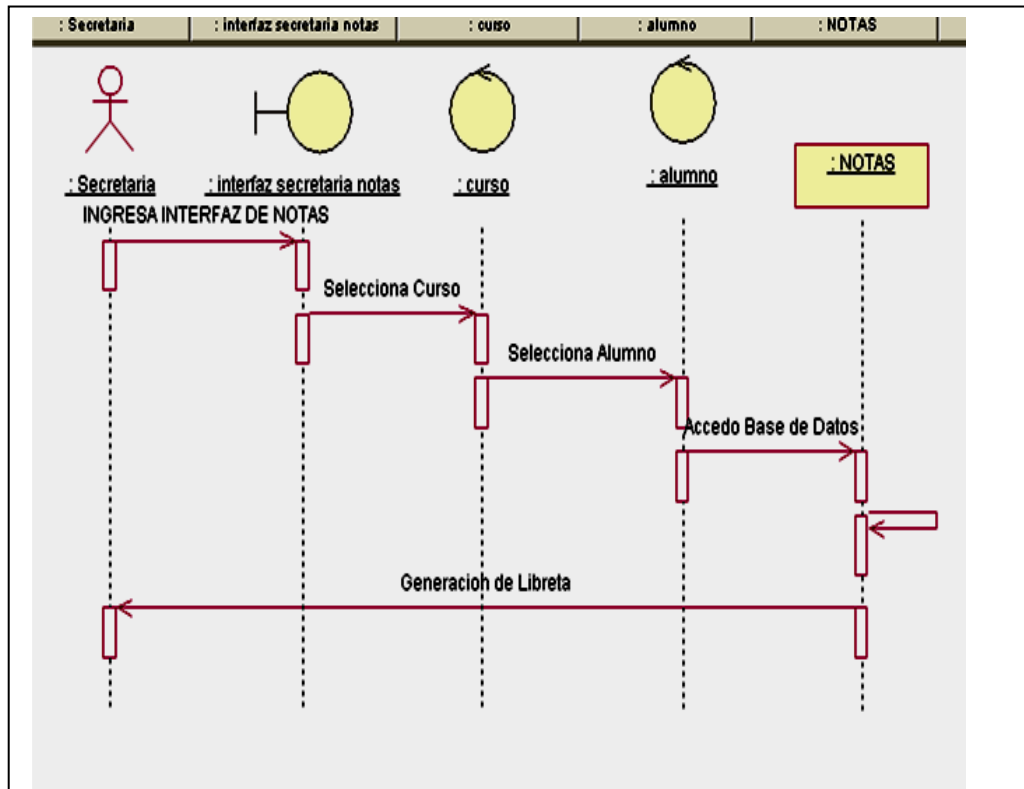 : Secretaria
: interfaz secretaria notas
: curso
: alumno
: NOTAS
: Secretaria
: interfaz secretaria notas
: curso
: alumno
: NOTAS
INGRESA INTERFAZ DE NOTAS
Selecciona Curso
Selecciona Alumno
Accedo Base de Datos
Generacion de Libreta